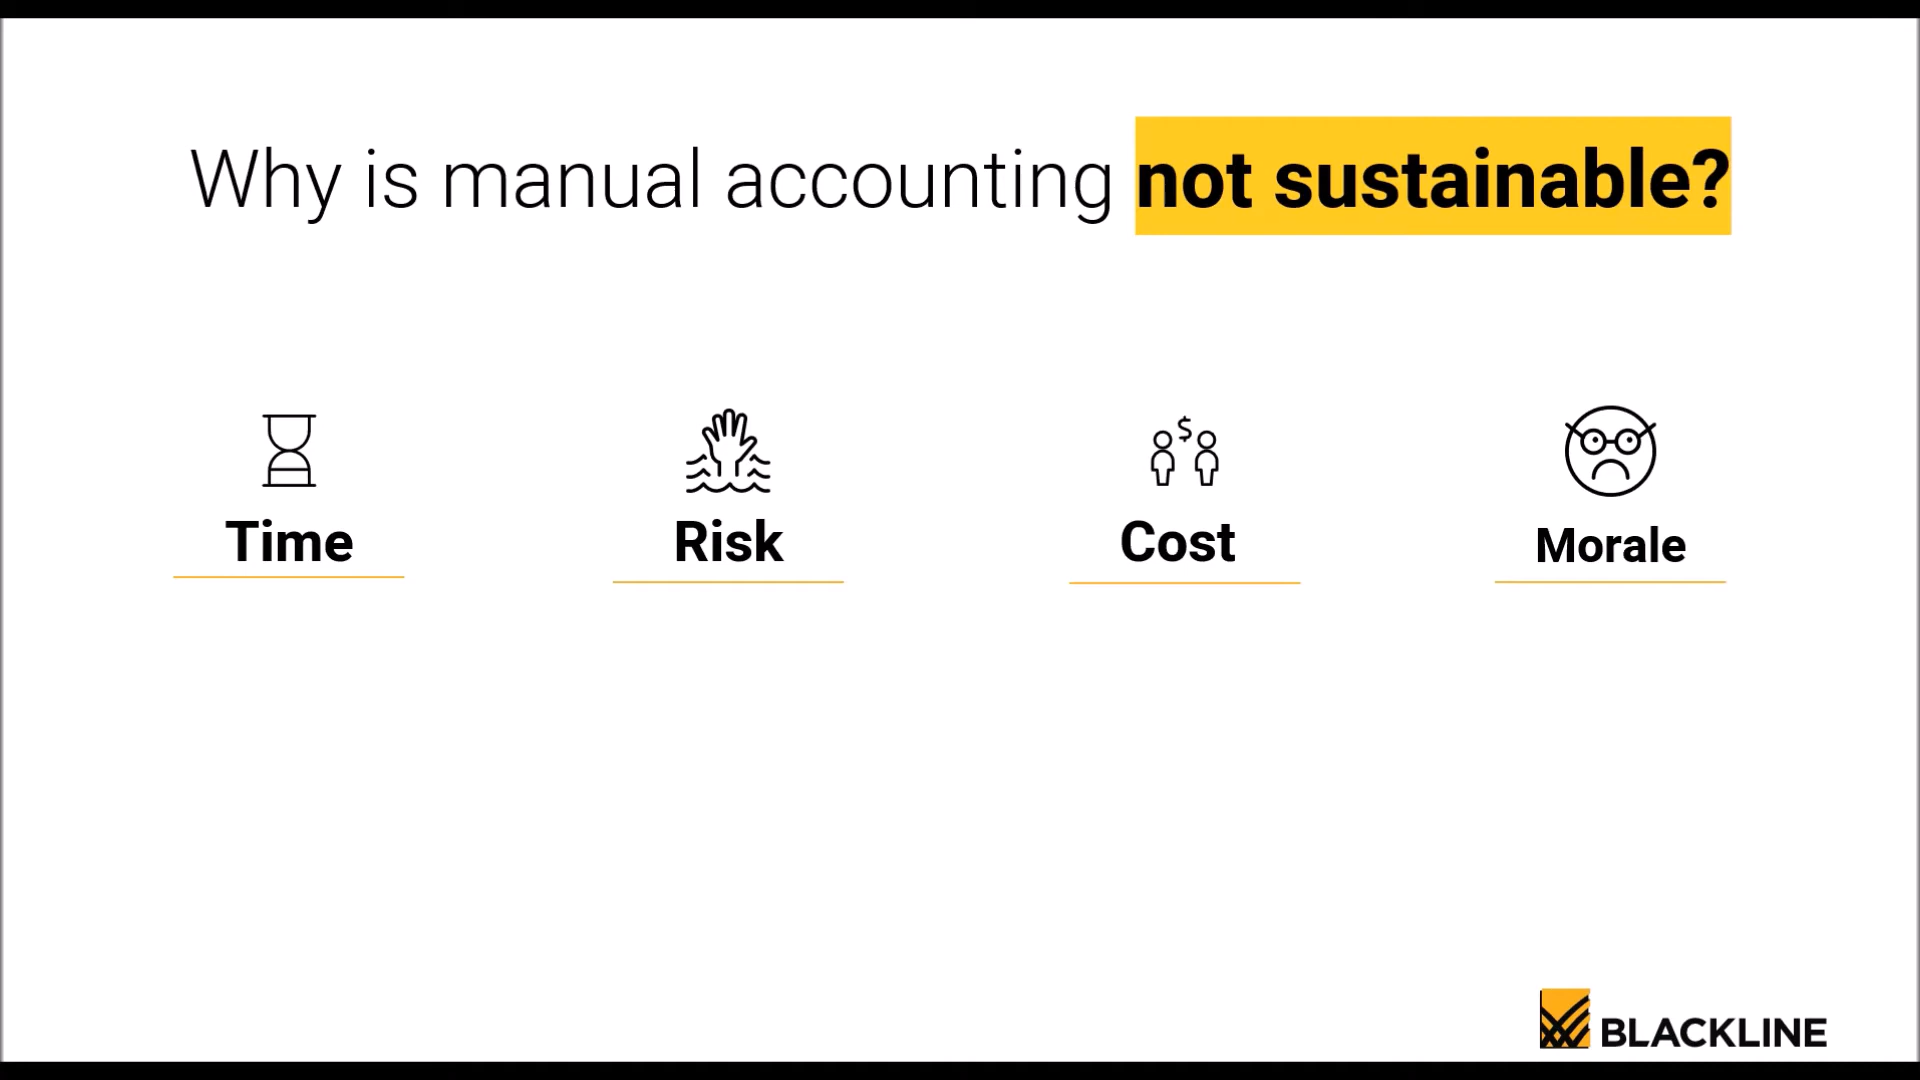 Why is manual accounting not sustainable?
$
Time
Risk
Cost
Morale
BLACKLINE